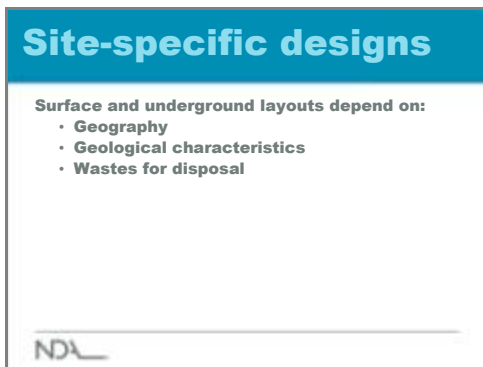 Site-specific designs
Surface and underground layouts depend on:
• Geography
• Geological characteristics
• Wastes for disposal
NDA